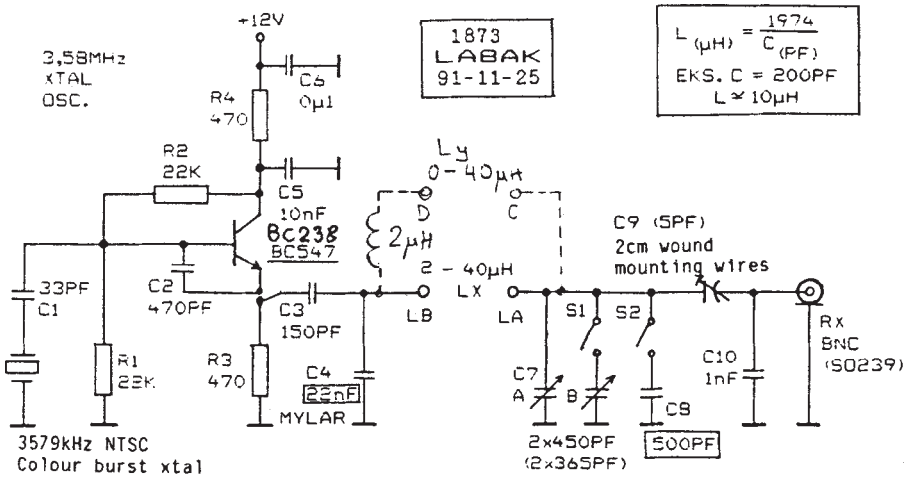 +12V
3,58MHz
XTAL
OSC.
1873
LABAK
91-11-25
L (µH) = 1974
C (PF)
EKS. C = 200PF
L ≚ 10µH
C6
0µ1
R4
470
R2
22K
C5
10nF
BC238
BC547
Ly
0-40µH
D
C
2µH
C9 (5PF)
2cm wound
mounting wires
33PF
C1
C2
470PF
C3
150PF
2-40µH
LX
LB
LA
S1
S2
RX
BNC
(SO239)
R1
22K
R3
470
C4
22nF
MYLAR
C7
A
B
C8
500PF
C10
1nF
2x450PF
(2x365PF)
3579kHz NTSC
Colour burst xtal